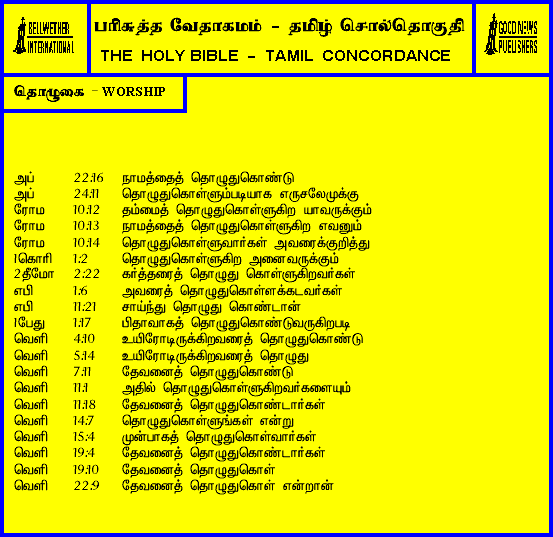 BELLWETHER
INTERNATIONAL
பரிசுத்த வேதாகமம் - தமிழ் சொல்தொகுதி
THE HOLY BIBLE - TAMIL CONCORDANCE
GOOD NEWS
PUBLISHERS
தொழுகை - WORSHIP
அப் 22:16 நாமத்தைத் தொழுதுகொண்டு
அப் 24:11 தொழுதுகொள்ளும்படியாக எருசலேமுக்கு
ரோம 10:12 தம்மைத் தொழுதுகொள்ளுகிற யாவருக்கும்
ரோம 10:13 நாமத்தைத் தொழுதுகொள்ளுகிற எவனும்
ரோம 10:14 தொழுதுகொள்ளுவார்கள் அவரைக்குறித்து
1கொரி 1:2 தொழுதுகொள்ளுகிற அனைவருக்கும்
2தீமோ 2:22 கர்த்தரைத் தொழுது கொள்ளுகிறவர்கள்
எபி 1:6 அவரைத் தொழுதுகொள்ளக்கடவர்கள்
எபி 11:21 சாய்ந்து தொழுது கொண்டான்
1பேது 1:17 பிதாவாகத் தொழுதுகொண்டுவருகிறபடி
வெளி 4:10 உயிரோடிருக்கிறவரைத் தொழுதுகொண்டு
வெளி 5:14 உயிரோடிருக்கிறவரைத் தொழுது
வெளி 7:11 தேவனைத் தொழுதுகொண்டு
வெளி 11:1 அதில் தொழுதுகொள்ளுகிறவர்களையும்
வெளி 11:18 தேவனைத் தொழுதுகொண்டார்கள்
வெளி 14:7 தொழுதுகொள்ளுங்கள் என்று
வெளி 15:4 முன்பாகத் தொழுதுகொள்வார்கள்
வெளி 19:4 தேவனைத் தொழுதுகொண்டார்கள்
வெளி 19:10 தேவனைத் தொழுதுகொள்
வெளி 22:9 தேவனைத் தொழுதுகொள் என்றான்